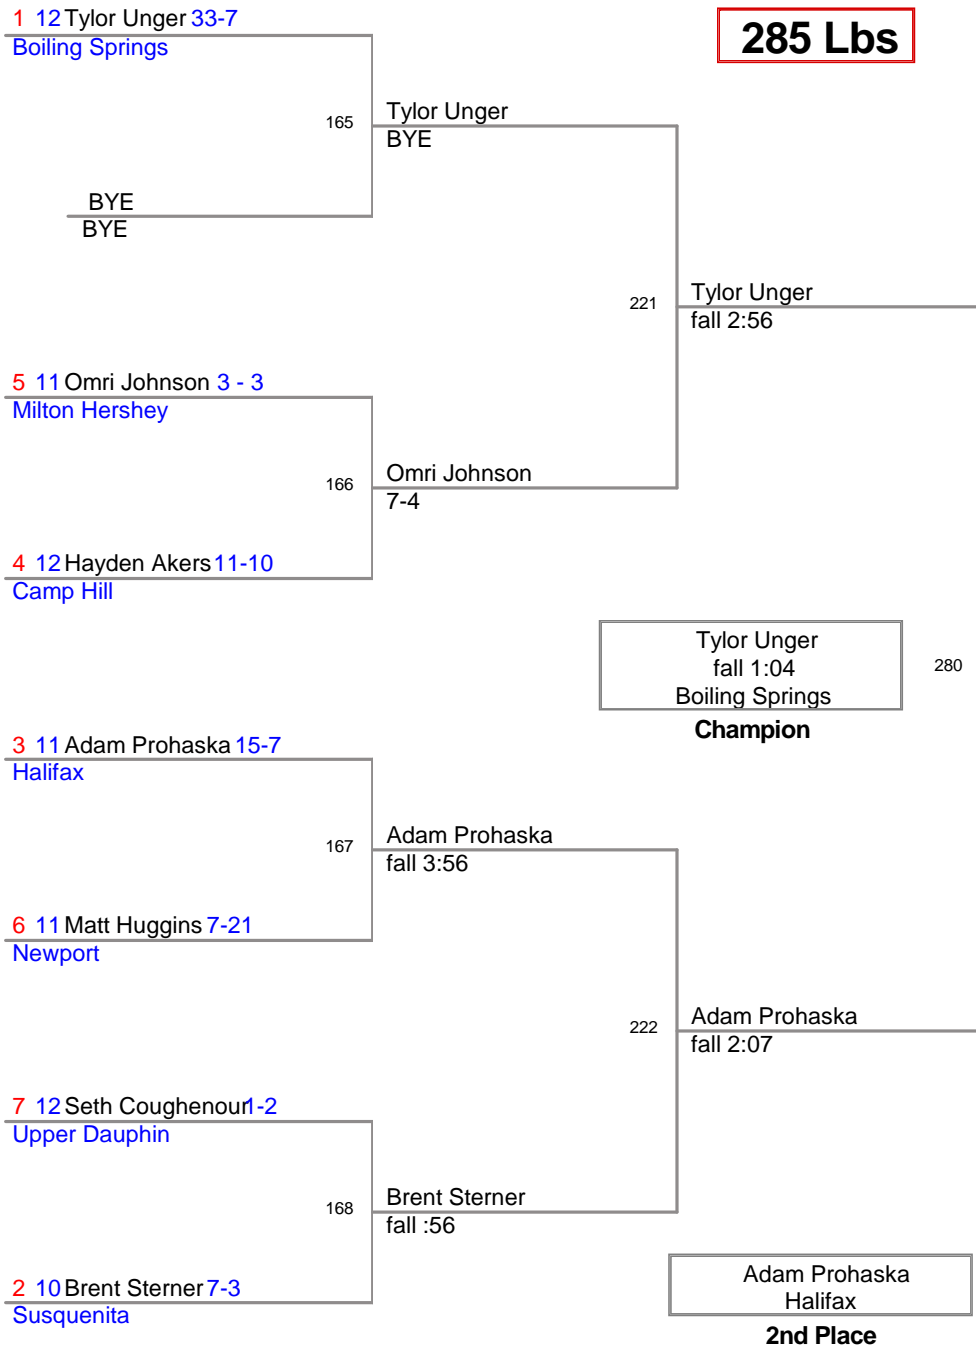 1 12 Tylor Unger 33-7
Boiling Springs
285 Lbs
165
Tylor Unger
BYE
BYE
BYE
221
Tylor Unger
fall 2:56
5 11 Omri Johnson 3 - 3
Milton Hershey
166
Omri Johnson
7-4
4 12 Hayden Akers 11-10
Camp Hill
Tylor Unger
fall 1:04
Boiling Springs
Champion
280
3 11 Adam Prohaska 15-7
Halifax
167
Adam Prohaska
fall 3:56
6 11 Matt Huggins 7-21
Newport
222
Adam Prohaska
fall 2:07
7 12 Seth Coughenour 1-2
Upper Dauphin
168
Brent Sterner
fall :56
2 10 Brent Sterner 7-3
Susquenita
Adam Prohaska
Halifax
2nd Place